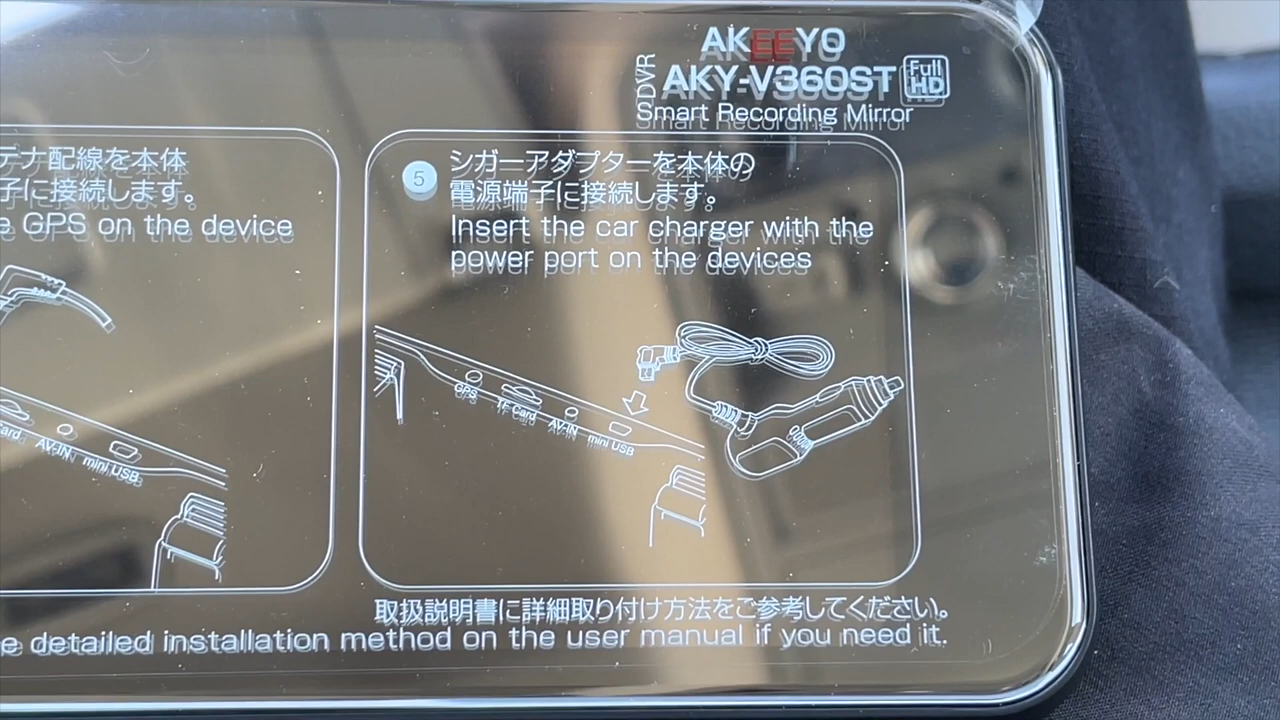 AKEEYO
DVR
AKY-V360ST
Full HD
Smart Recording Mirror
テナ配線を本体
子に接続します。
GPS on the device
Card
AV-IN
mini USB
5
シガーアダプターを本体の
電源端子に接続します。
Insert the car charger with the
power port on the devices
GPS
TF Card
AV-IN
mini USB
取扱説明書に詳細取り付け方法をご参考してください。
detailed installation method on the user manual if you need it.